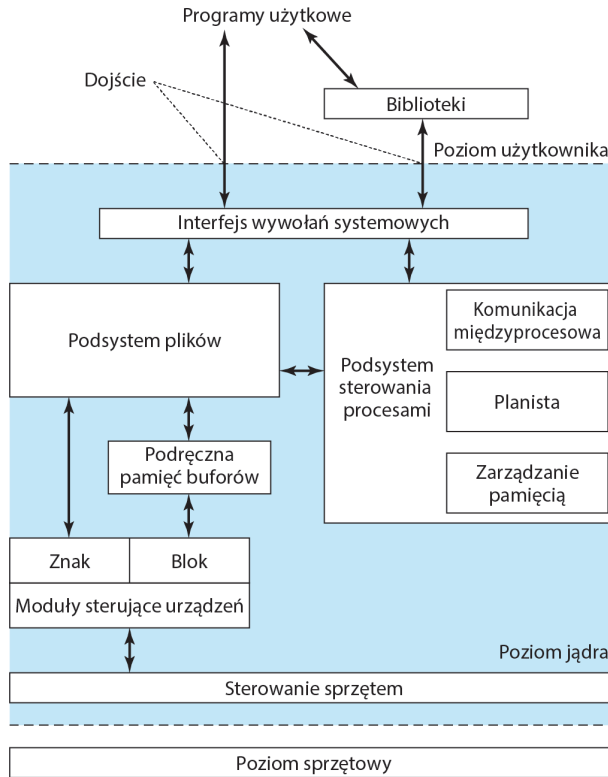 Programy użytkowe
Dojście
Biblioteki
Poziom użytkownika
Interfejs wywołań systemowych
Podsystem plików
Podsystem
sterowania
procesami
Komunikacja
międzyprocesowa
Planista
Zarządzanie
pamięcią
Podręczna
pamięć buforów
Znak
Blok
Moduły sterujące urządzeń
Poziom jądra
Sterowanie sprzętem
Poziom sprzętowy